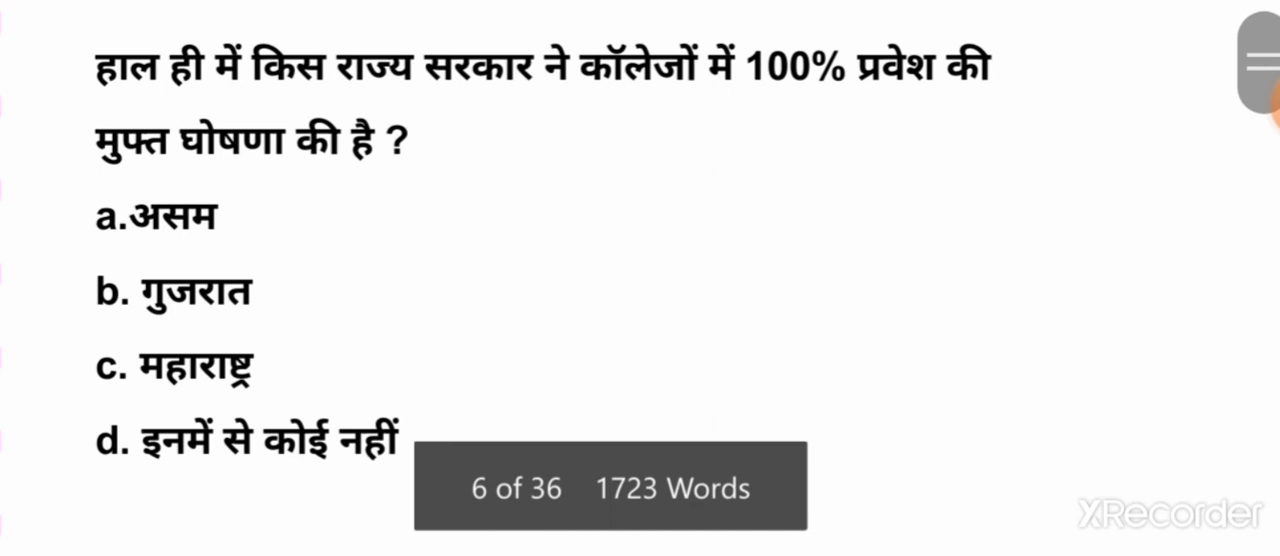 हाल ही में किस राज्य सरकार ने कॉलेजों में 100% प्रवेश की
मुफ्त घोषणा की है ?
a.असम
b. गुजरात
c. महाराष्ट्र
d. इनमें से कोई नहीं
6 of 36 1723 Words
XRecorder